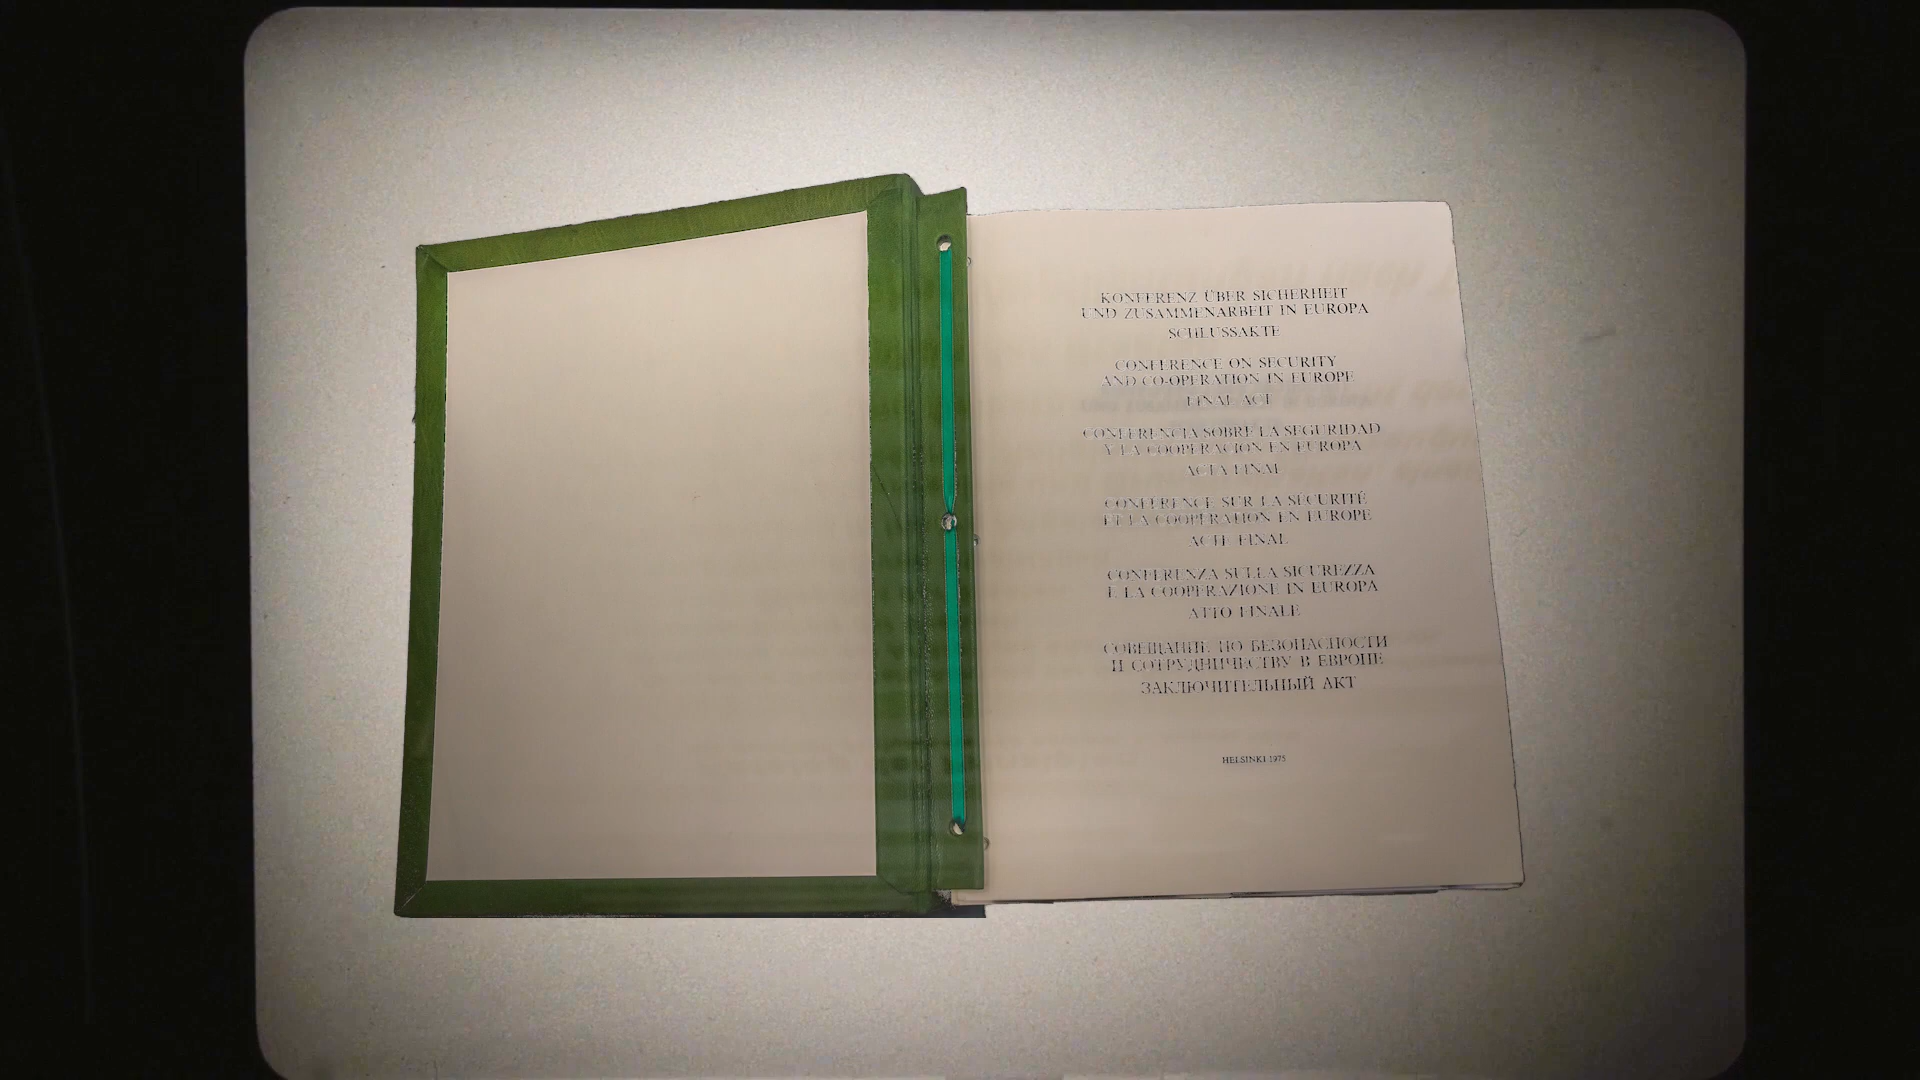 KONFERENZ ÜBER SICHERHEIT
UND ZUSAMMENARBEIT IN EUROPA
SCHLUSSAKTE
CONFERENCE ON SECURITY
AND CO-OPERATION IN EUROPE
FINAL ACT
CONFERENCIA SOBRE LA SEGURIDAD
Y LA COOPERACION EN EUROPA
ACTA FINAL
CONFERENCE SUR LA SECURITÉ
ET LA COOPERATION EN EUROPE
ACTE FINAL
CONFERENZA SULLA SICUREZZA
E LA COOPERAZIONE IN EUROPA
ATTO FINALE
СОВЕЩАНИЕ ПО БЕЗОПАСНОСТИ
И СОТРУДНИЧЕСТВУ В ЕВРОПЕ
ЗАКЛЮЧИТЕЛЬНЫЙ АКТ
HELSINKI 1975